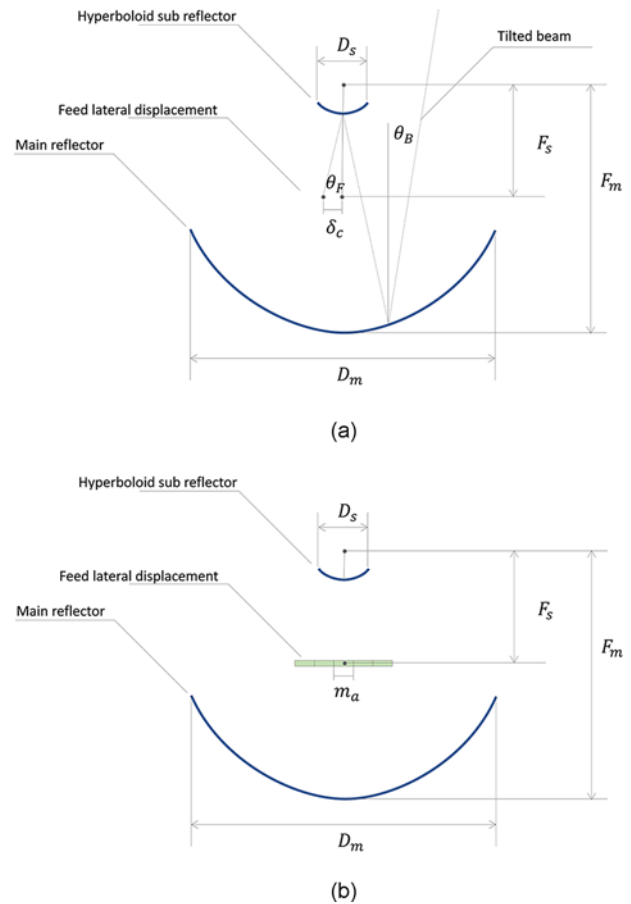 Hyperboloid sub reflector
D_s
Tilted beam
Feed lateral displacement
Main reflector
θ_B
F_s
F_m
θ_F
δ_c
D_m
(a)
Hyperboloid sub reflector
D_s
Feed lateral displacement
Main reflector
F_s
F_m
m_a
D_m
(b)